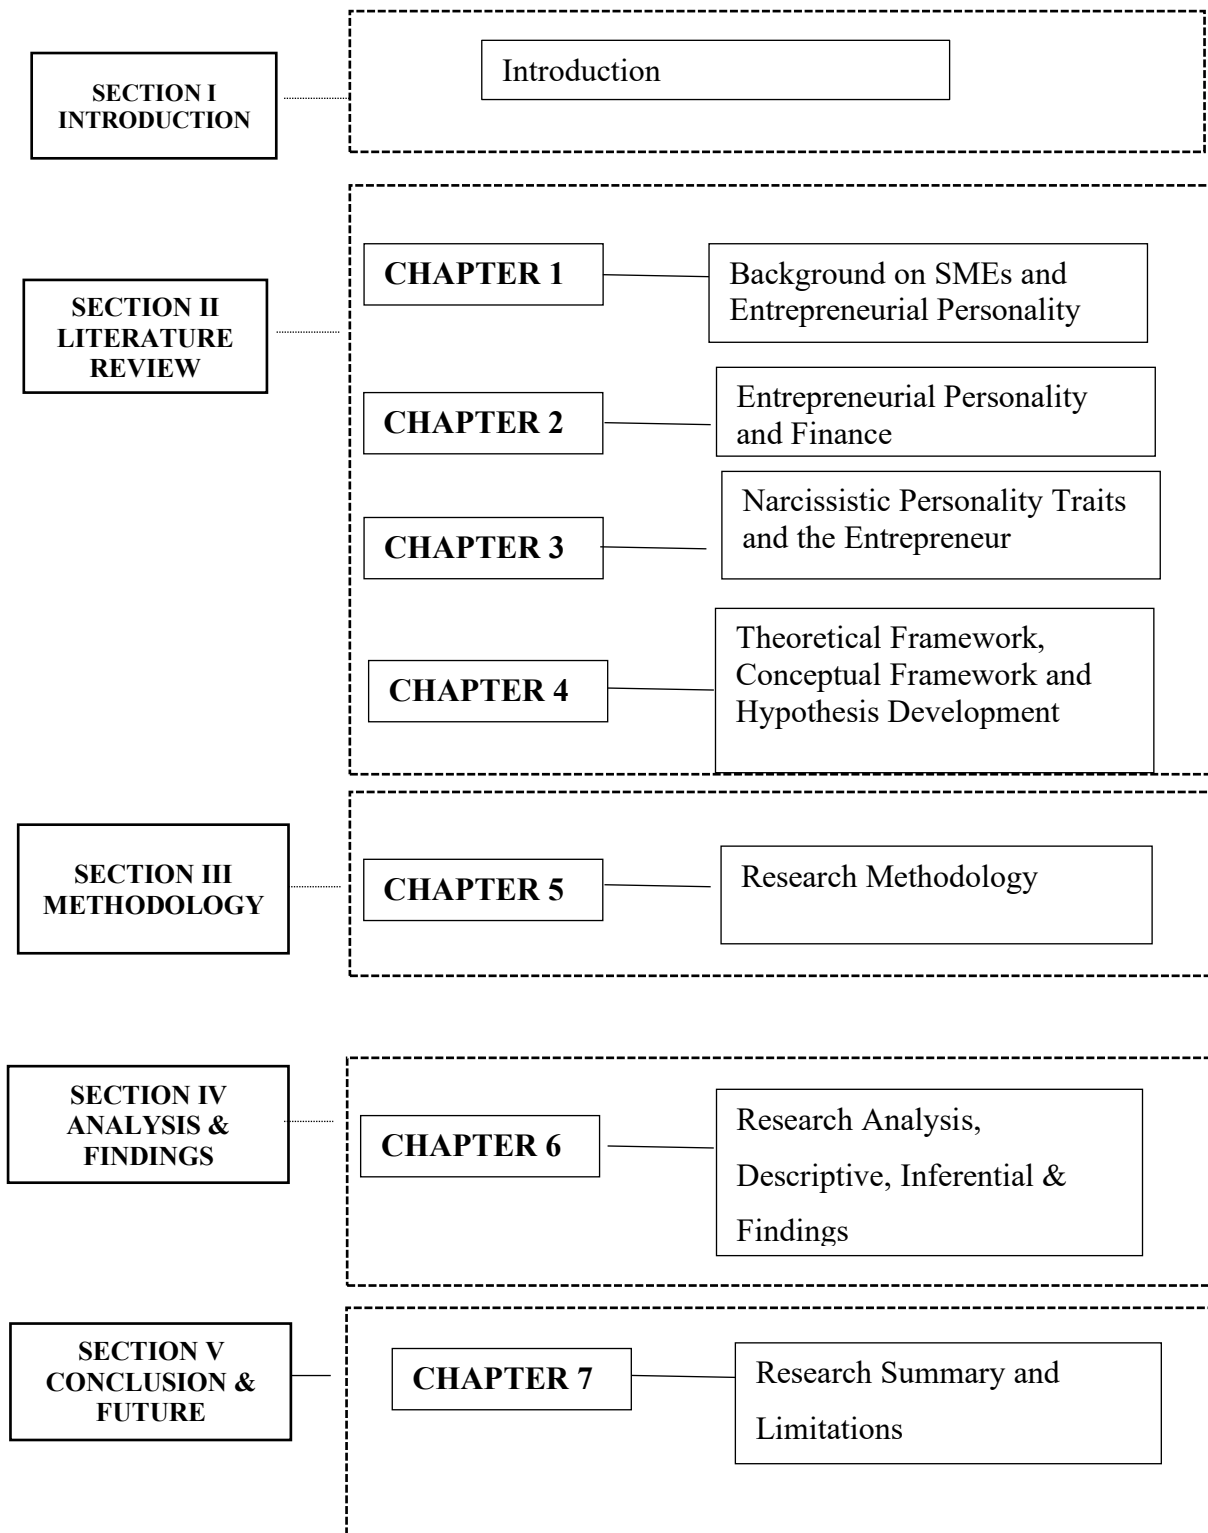 SECTION I
INTRODUCTION
Introduction
SECTION II
LITERATURE
REVIEW
CHAPTER 1
Background on SMEs and
Entrepreneurial Personality
CHAPTER 2
Entrepreneurial Personality
and Finance
CHAPTER 3
Narcissistic Personality Traits
and the Entrepreneur
CHAPTER 4
Theoretical Framework,
Conceptual Framework and
Hypothesis Development
SECTION III
METHODOLOGY
CHAPTER 5
Research Methodology
SECTION IV
ANALYSIS &
FINDINGS
CHAPTER 6
Research Analysis,
Descriptive, Inferential &
Findings
SECTION V
CONCLUSION &
FUTURE
CHAPTER 7
Research Summary and
Limitations